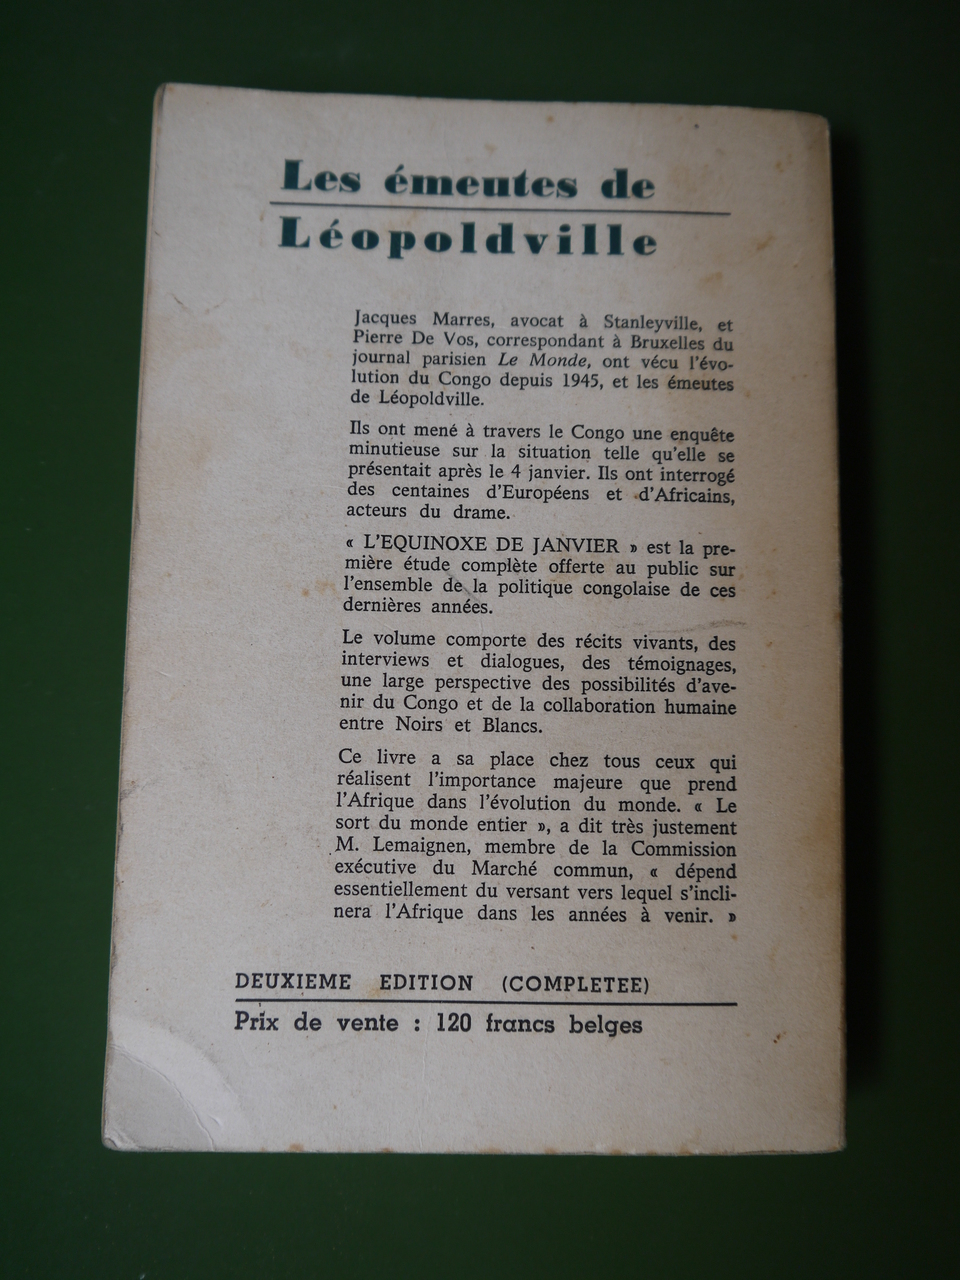 Les émeutes de
Léopoldville
Jacques Marres, avocat à Stanleyville, et
Pierre De Vos, correspondant à Bruxelles du
journal parisien Le Monde, ont vécu l'évo-
lution du Congo depuis 1945, et les émeutes
de Léopoldville.
Ils ont mené à travers le Congo une enquête
minutieuse sur la situation telle qu'elle se
présentait après le 4 janvier. Ils ont interrogé
des centaines d'Européens et d'Africains,
acteurs du drame.
« L'EQUINOXE DE JANVIER » est la pre-
mière étude complète offerte au public sur
l'ensemble de la politique congolaise de ces
dernières années.
Le volume comporte des récits vivants, des
interviews et dialogues, des témoignages,
une large perspective des possibilités d'ave-
nir du Congo et de la collaboration humaine
entre Noirs et Blancs.
Ce livre a sa place chez tous ceux qui
réalisent l'importance majeure que prend
l'Afrique dans l'évolution du monde. « Le
sort du monde entier », a dit très justement
M. Lemaignen, membre de la Commission
exécutive du Marché commun, « dépend
essentiellement du versant vers lequel s'incli-
nera l'Afrique dans les années à venir. »
DEUXIEME EDITION (COMPLETEE)
Prix de vente : 120 francs belges